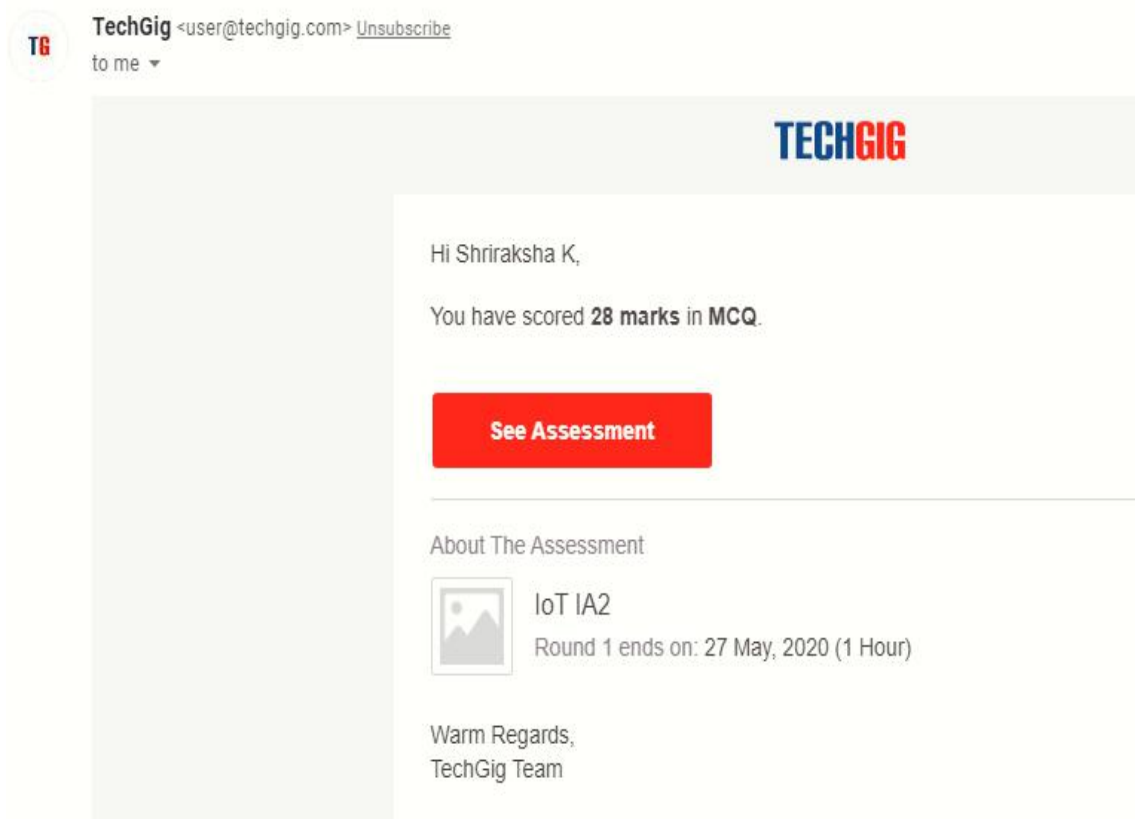 TG
TechGig <user@techgig.com> Unsubscribe
to me
TECHGIG
Hi Shriraksha K,
You have scored 28 marks in MCQ.
See Assessment
About The Assessment
IoT IA2
Round 1 ends on: 27 May, 2020 (1 Hour)
Warm Regards,
TechGig Team